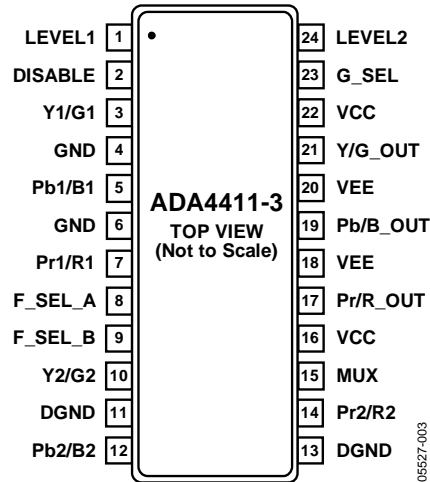 LEVEL1 1 24 LEVEL2
DISABLE 2 23 G_SEL
Y1/G1 3 22 VCC
GND 4 21 Y/G_OUT
Pb1/B1 5 20 VEE
GND 6 19 Pb/B_OUT
Pr1/R1 7 18 VEE
F_SEL_A 8 17 Pr/R_OUT
F_SEL_B 9 16 VCC
Y2/G2 10 15 MUX
DGND 11 14 Pr2/R2
Pb2/B2 12 13 DGND
ADA4411-3
TOP VIEW
(Not to Scale)
05527-003